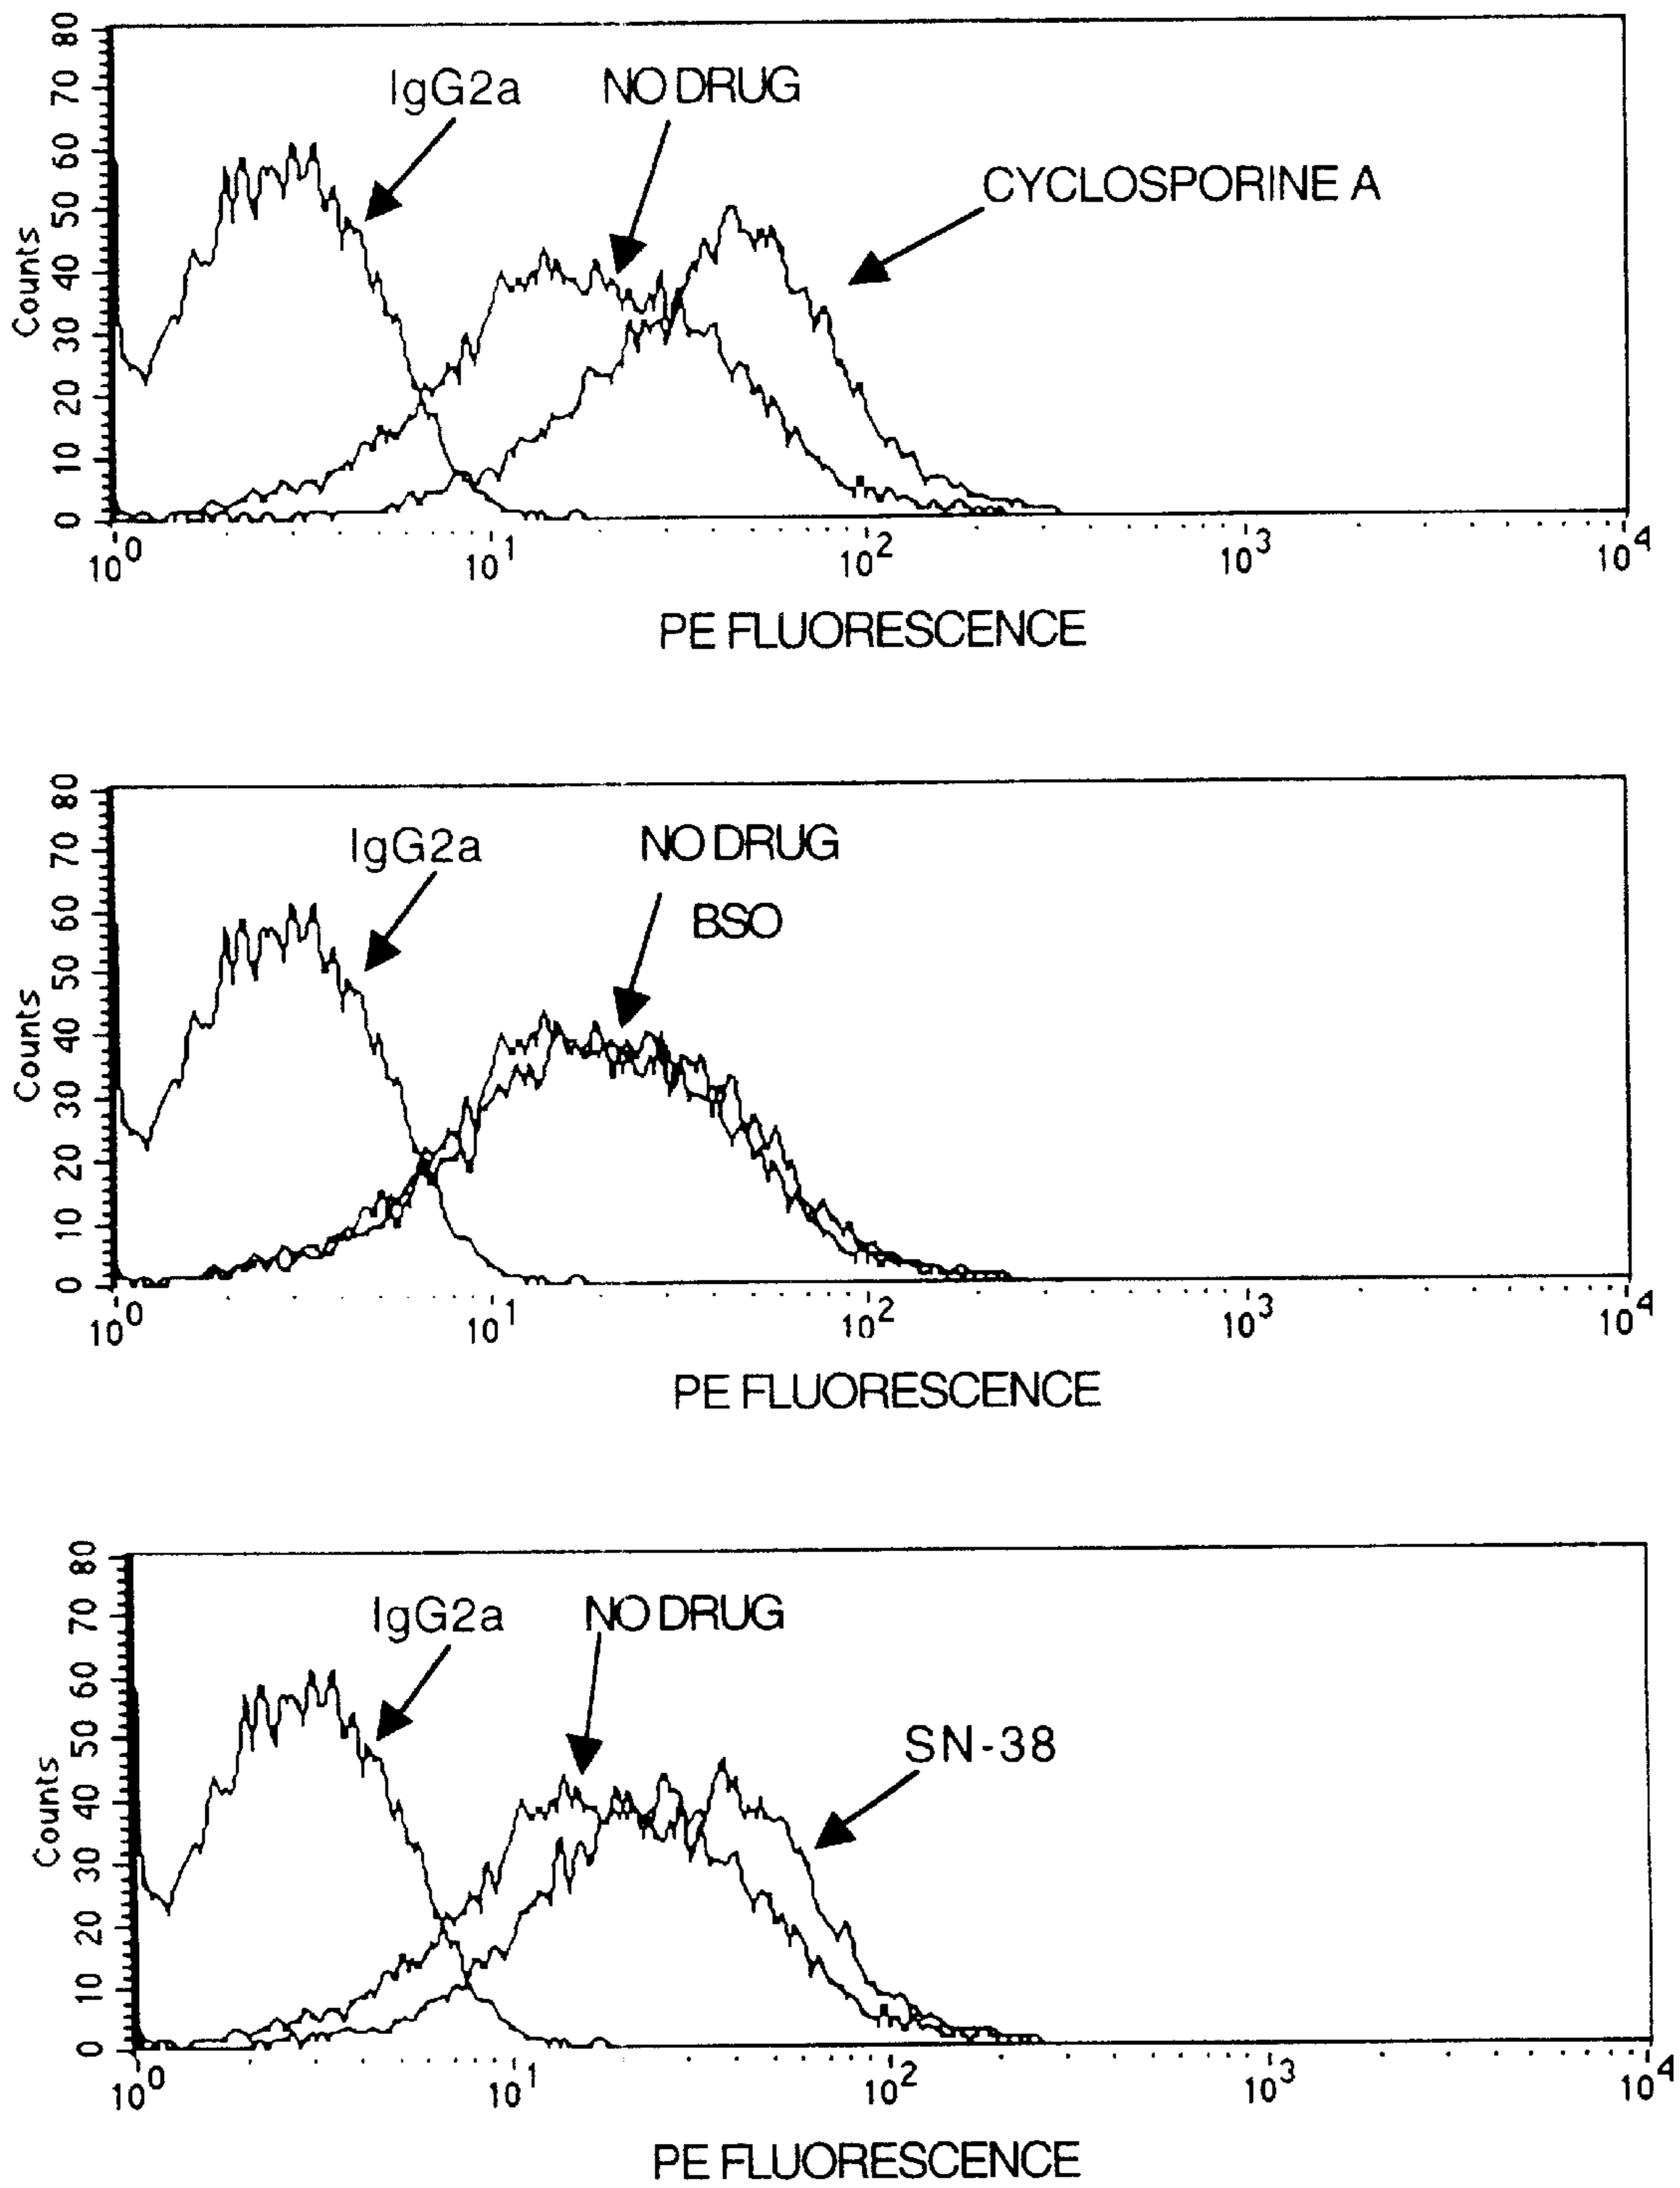 80
70
60
50
40
30
20
10
0
Counts
IgG2a
NO DRUG
CYCLOSPORINE A
10^0 10^1 10^2 10^3 10^4
PE FLUORESCENCE
80
70
60
50
40
30
20
10
0
Counts
IgG2a
NO DRUG
BSO
10^0 10^1 10^2 10^3 10^4
PE FLUORESCENCE
80
70
60
50
40
30
20
10
0
Counts
IgG2a
NO DRUG
SN-38
10^0 10^1 10^2 10^3 10^4
PE FLUORESCENCE